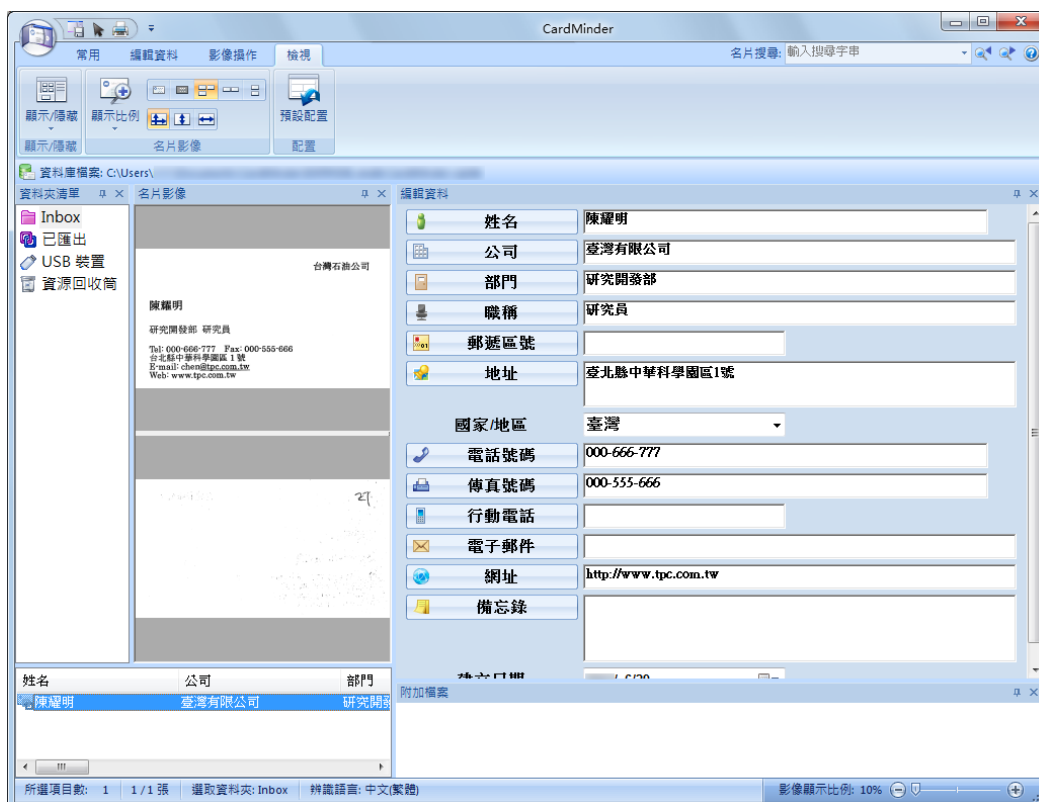 CardMinder
常用 編輯資料 影像操作 檢視
名片搜尋: 輸入搜尋字串
顯示/隱藏 顯示比例 預設配置
顯示/隱藏 名片影像 配置
資料庫檔案: C:\Users\
資料夾清單 名片影像 編輯資料
Inbox
已匯出
USB 裝置
資源回收筒
台灣石油公司
陳耀明
研究開發部 研究員
Tel: 000-666-777 Fax: 000-555-666
台北縣中華科學園區 1 號
E-mail: chen@tpc.com.tw
Web: www.tpc.com.tw
27
姓名 陳耀明
公司 臺灣有限公司
部門 研究開發部
職稱 研究員
郵遞區號
地址 臺北縣中華科學園區1號
國家/地區 臺灣
電話號碼 000-666-777
傳真號碼 000-555-666
行動電話
電子郵件
網址 http://www.tpc.com.tw
備忘錄
建立日期 / 6/29
姓名 公司 部門
陳耀明 臺灣有限公司 研究開發
附加檔案
所選項目數: 1 1 / 1 張 選取資料夾: Inbox 辨識語言: 中文(繁體) 影像顯示比例: 10%